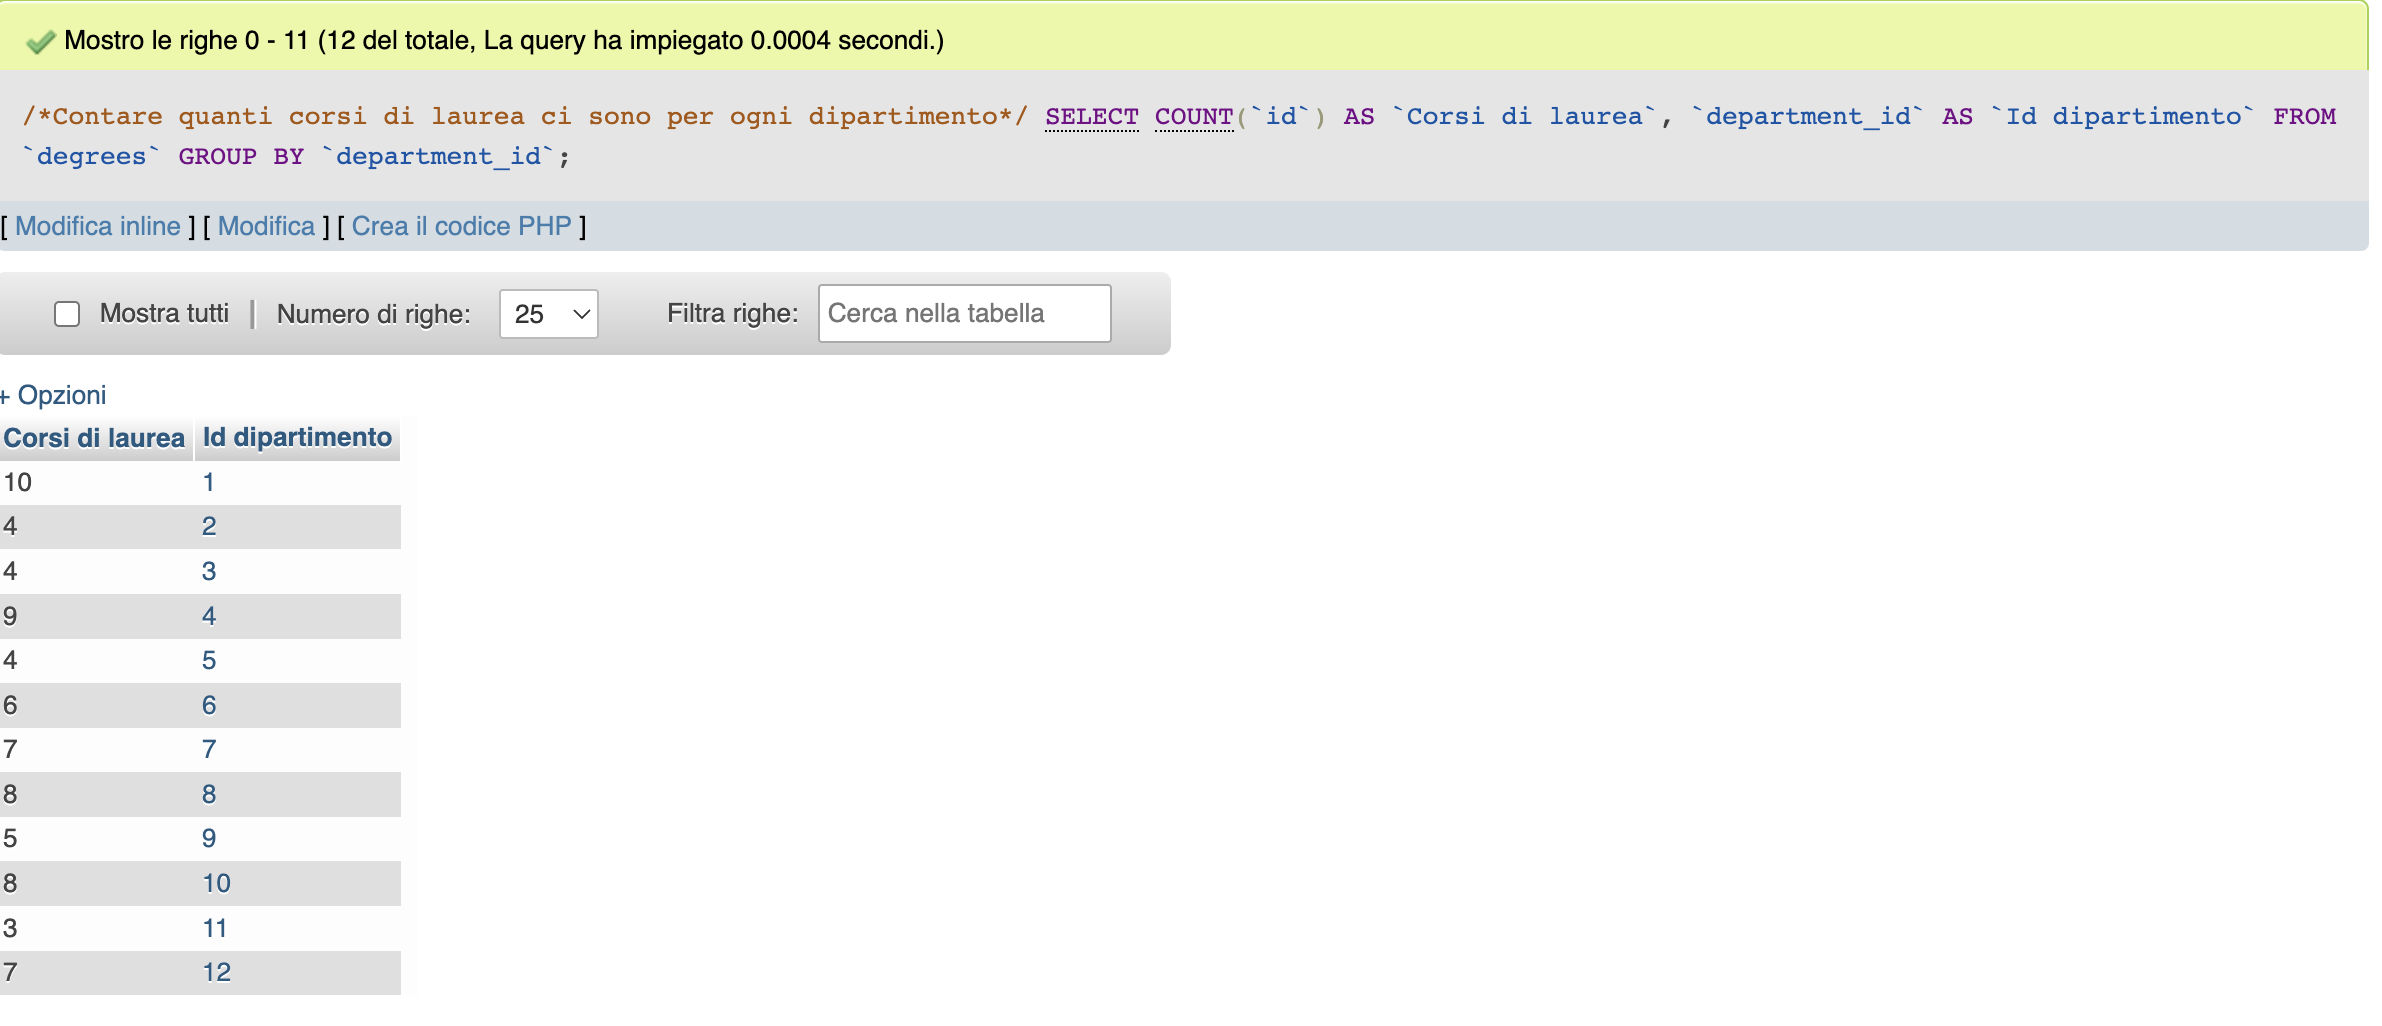 Mostro le righe 0 - 11 (12 del totale, La query ha impiegato 0.0004 secondi.)
/*Contare quanti corsi di laurea ci sono per ogni dipartimento*/ SELECT COUNT(`id`) AS `Corsi di laurea`, `department_id` AS `Id dipartimento` FROM
`degrees` GROUP BY `department_id`;
[ Modifica inline ] [ Modifica ] [ Crea il codice PHP ]
Mostra tutti | Numero di righe: 25 Filtra righe: Cerca nella tabella
+ Opzioni
Corsi di laurea Id dipartimento
10 1
4 2
4 3
9 4
4 5
6 6
7 7
8 8
5 9
8 10
3 11
7 12